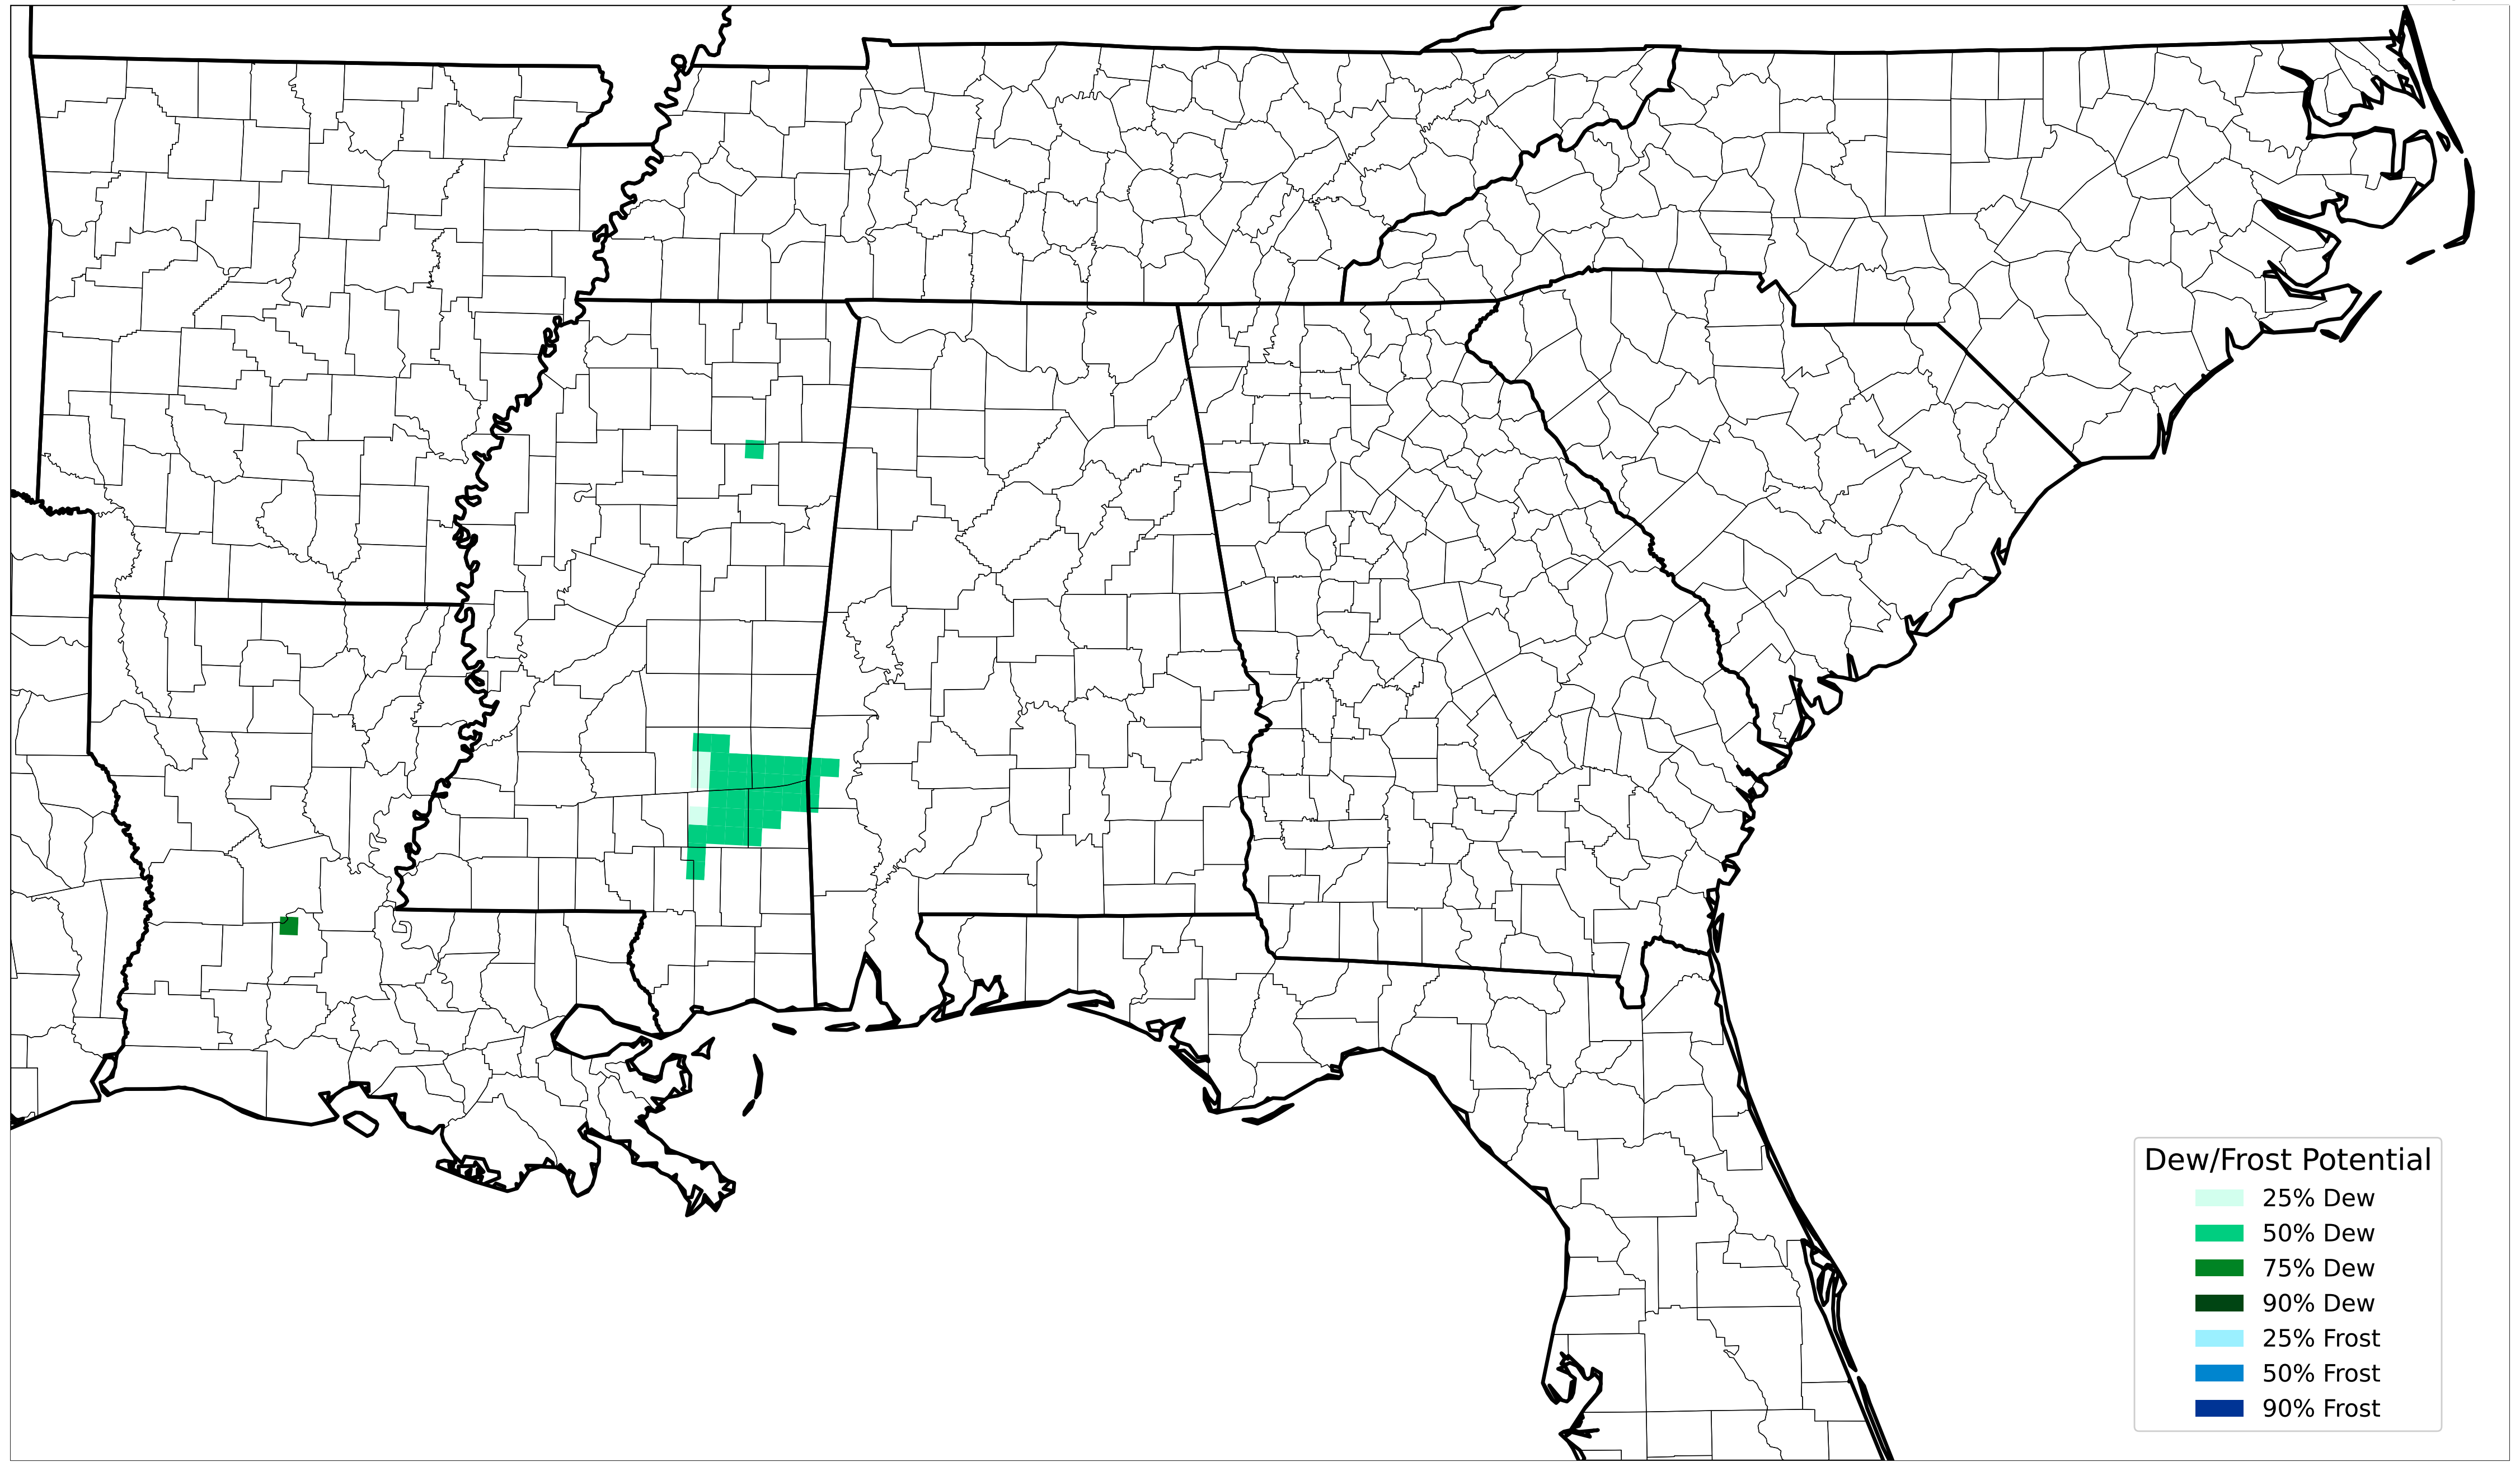 Dew/Frost Potential
25% Dew
50% Dew
75% Dew
90% Dew
25% Frost
50% Frost
90% Frost